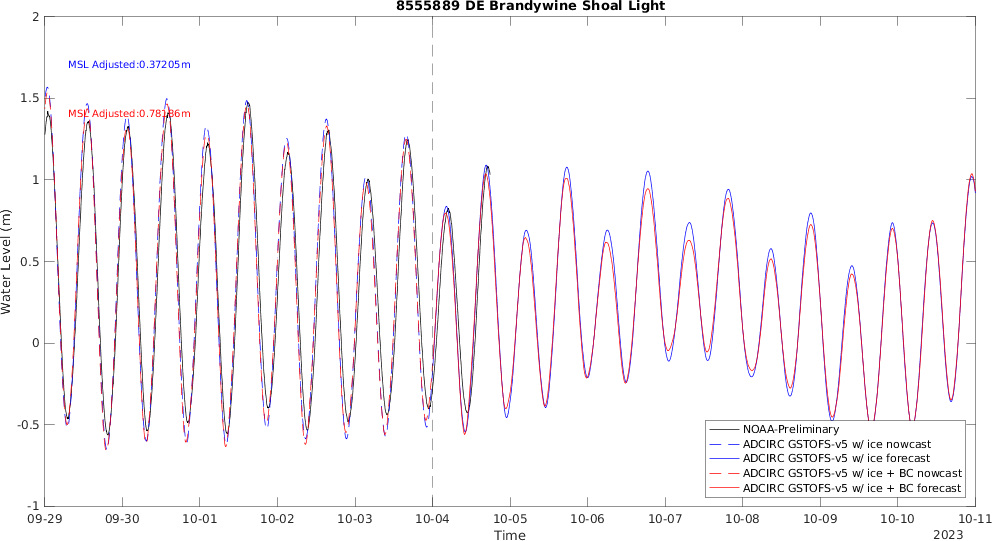 8555889 DE Brandywine Shoal Light
2
1.5
1
0.5
0
-0.5
-1
Water Level (m)
MSL Adjusted:0.37205m
MSL
NOAA-Preliminary
ADCIRC GSTOFS-v5 w/ ice nowcast
ADCIRC GSTOFS-v5 w/ ice forecast
ADCIRC GSTOFS-v5 w/ ice + BC nowcast
ADCIRC GSTOFS-v5 w/ ice + BC forecast
09-29 09-30 10-01 10-02 10-03 10-04 10-05 10-06 10-07 10-08 10-09 10-10 10-11
Time
2023